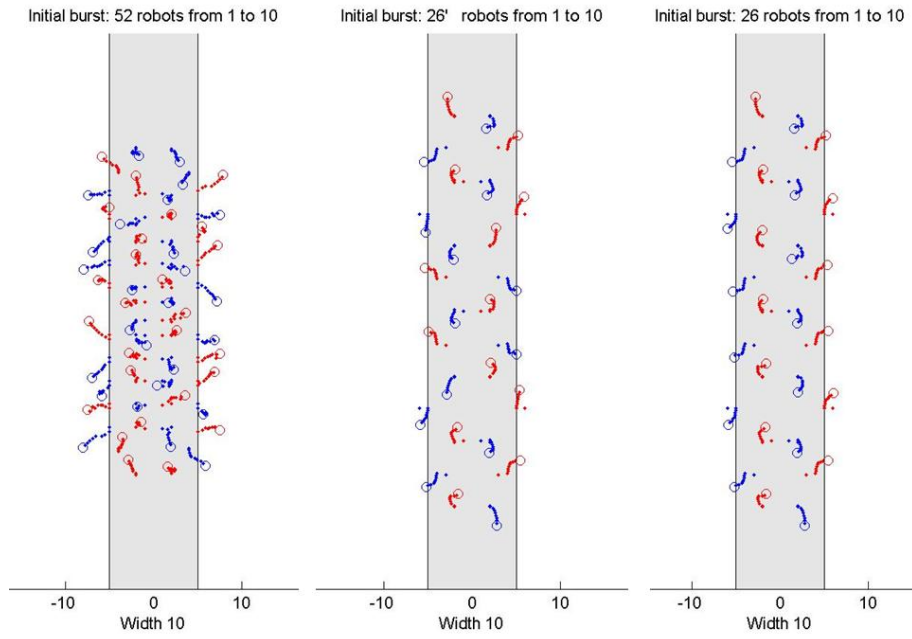 Initial burst: 52 robots from 1 to 10
Initial burst: 26' robots from 1 to 10
Initial burst: 26 robots from 1 to 10
-10 0 10
-10 0 10
-10 0 10
Width 10
Width 10
Width 10